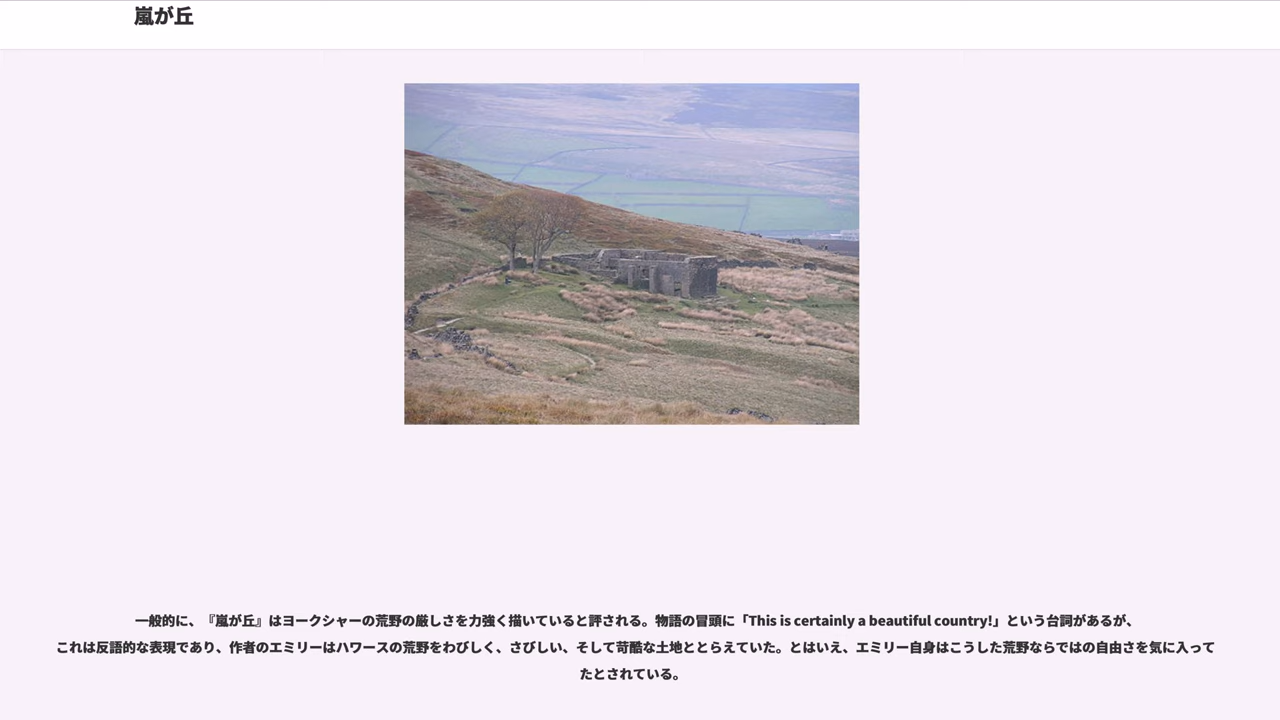 嵐が丘
一般的に、『嵐が丘』はヨークシャーの荒野の厳しさを力強く描いていると評される。物語の冒頭に「This is certainly a beautiful country!」という台詞があるが、
これは反語的な表現であり、作者のエミリーはハワースの荒野をわびしく、さびしい、そして苛酷な土地ととらえていた。とはいえ、エミリー自身はこうした荒野ならではの自由さを気に入って
たとされている。